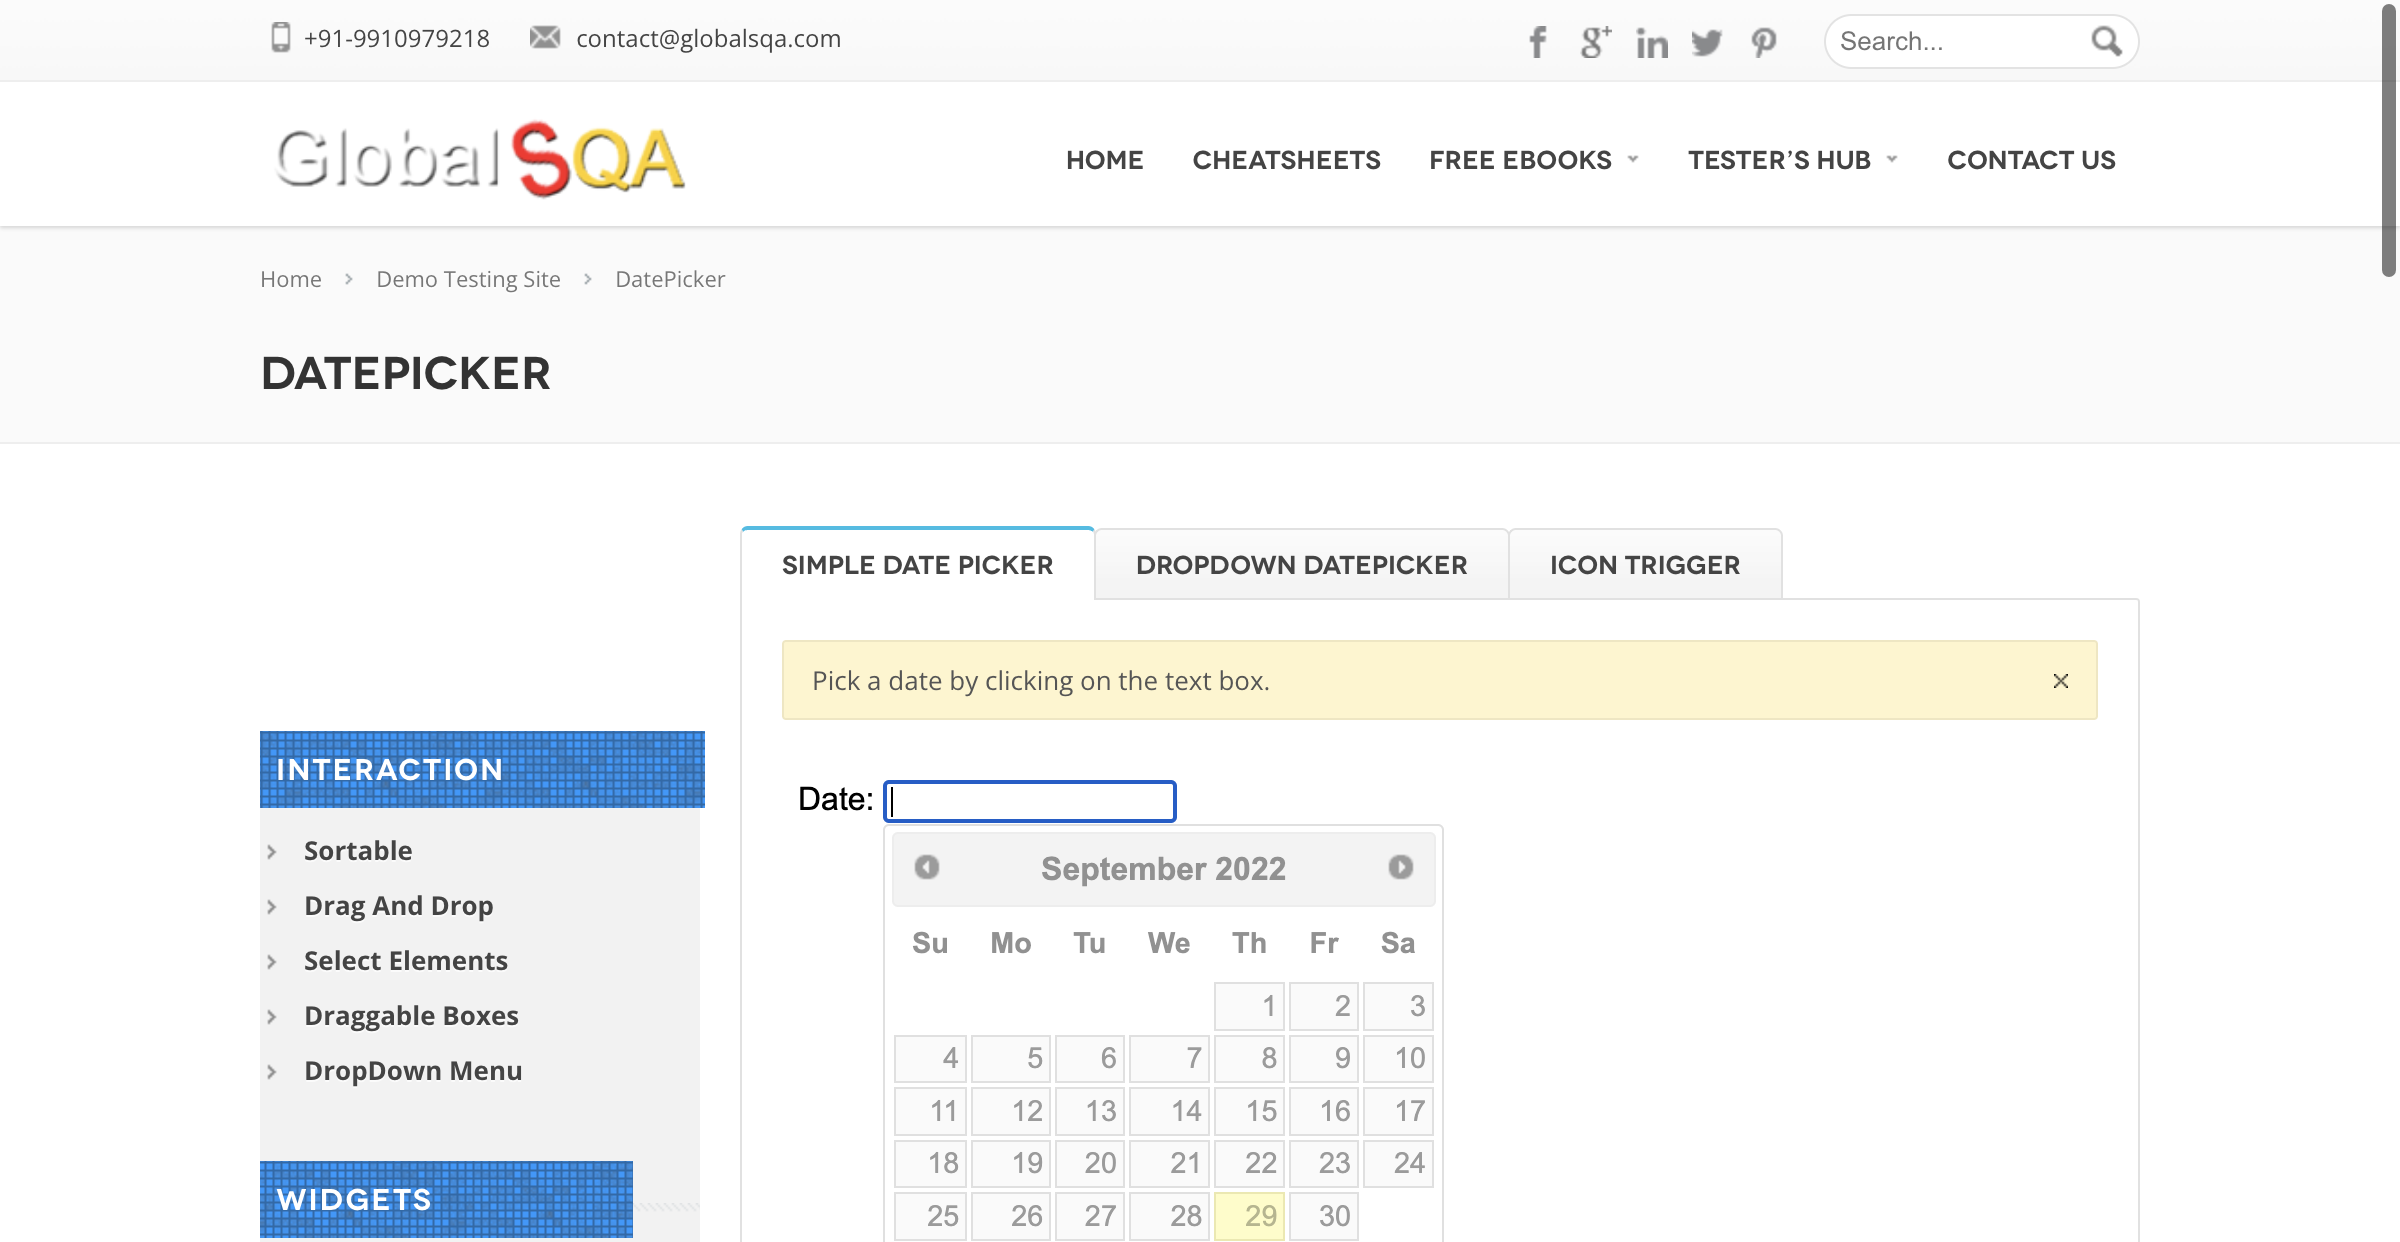 +91-9910979218 contact@globalsqa.com
Search...
GlobalSQA
HOME CHEATSHEETS FREE EBOOKS TESTER’S HUB CONTACT US
Home Demo Testing Site DatePicker
DATEPICKER
SIMPLE DATE PICKER DROPDOWN DATEPICKER ICON TRIGGER
Pick a date by clicking on the text box.
Date:
September 2022
Su Mo Tu We Th Fr Sa
1 2 3
4 5 6 7 8 9 10
11 12 13 14 15 16 17
18 19 20 21 22 23 24
25 26 27 28 29 30
INTERACTION
Sortable
Drag And Drop
Select Elements
Draggable Boxes
DropDown Menu
WIDGETS